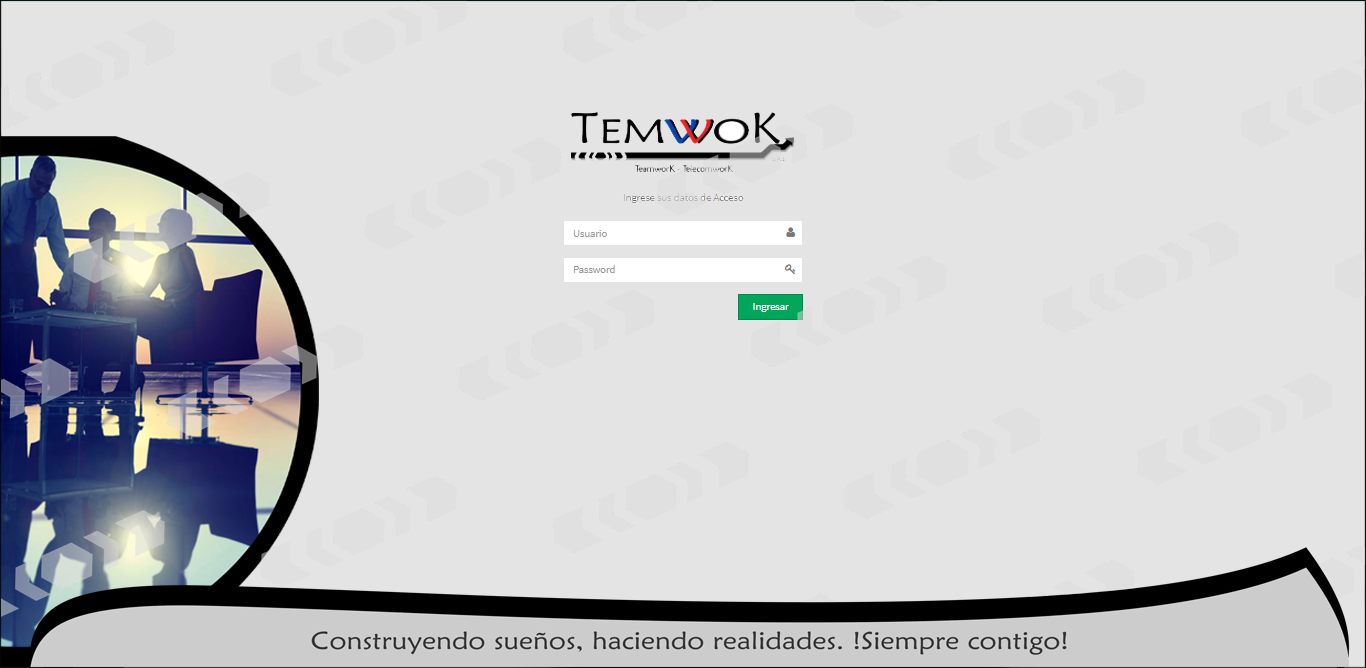 TEMWOK
TeamworK - TelecomworK
Ingrese sus datos de Acceso
Usuario
Password
Ingresar
Construyendo sueños, haciendo realidades. !Siempre contigo!